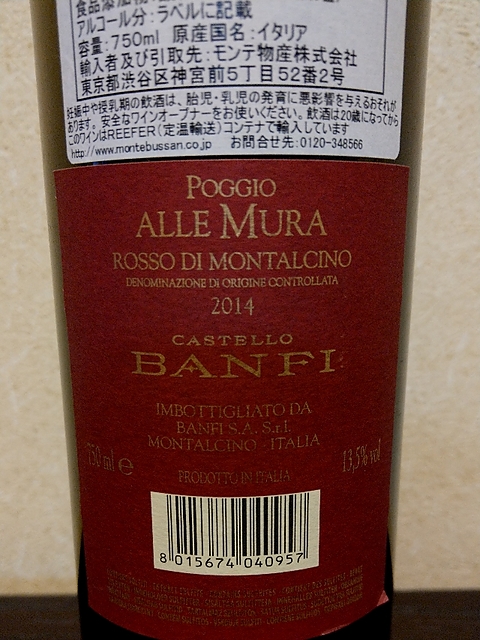 アルコール分：ラベルに記載
容量：750ml 原産国名：イタリア
輸入者及び引取先：モンテ物産株式会社
東京都渋谷区神宮前5丁目52番2号
妊娠中や授乳期の飲酒は、胎児・乳児の発育に悪影響を与えるおそれが
あります。安全なワインオープナーをお使いください。飲酒は20歳になってから
このワインはREEFER(定温輸送)コンテナで輸入しています
http://www.montebussan.co.jp お問合せ先：0120-348566
POGGIO
ALLE MURA
ROSSO DI MONTALCINO
DENOMINAZIONE DI ORIGINE CONTROLLATA
2014
CASTELLO
BANFI
IMBOTTIGLIATO DA
BANFI S.A. S.r.l.
MONTALCINO - ITALIA
750 ml e 13,5% vol
PRODOTTO IN ITALIA
8 015674 040957